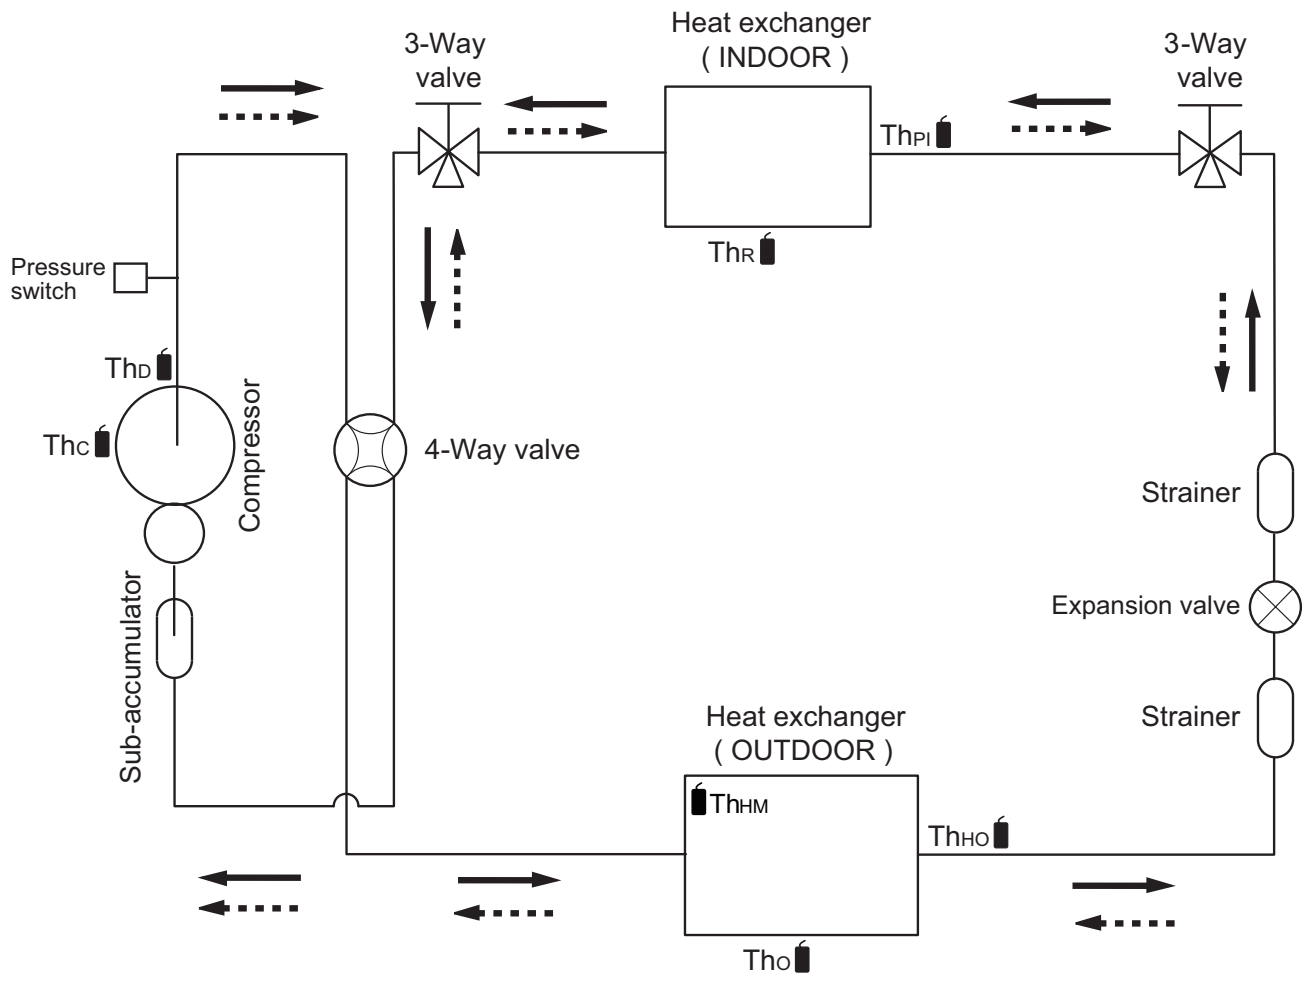 Heat exchanger
( INDOOR )
3-Way
valve
3-Way
valve
ThPI
ThR
Pressure
switch
ThD
ThC
Compressor
4-Way valve
Strainer
Expansion valve
Sub-accumulator
Strainer
Heat exchanger
( OUTDOOR )
ThHM
ThHO
ThO